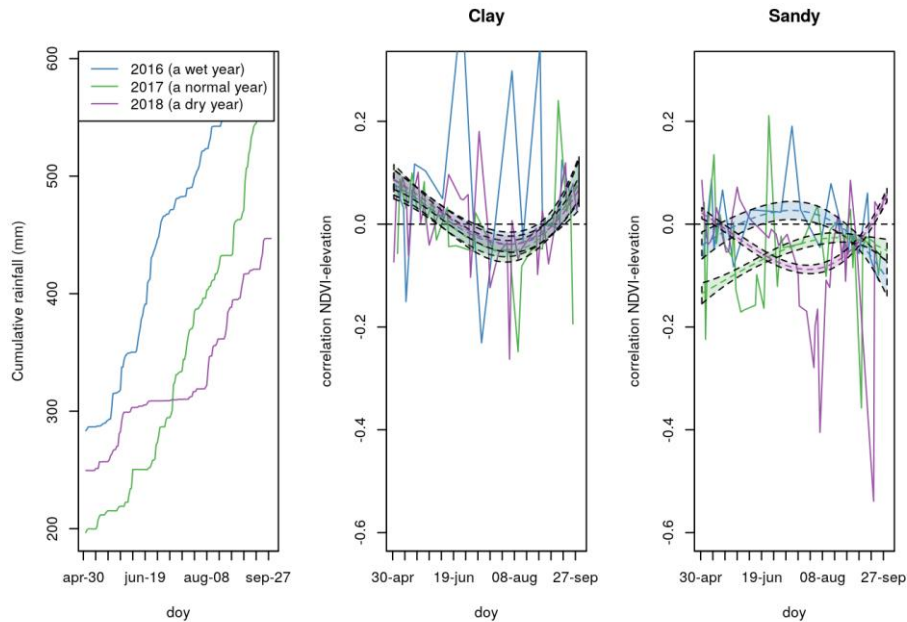 Cumulative rainfall (mm)
600
500
400
300
200
2016 (a wet year)
2017 (a normal year)
2018 (a dry year)
apr-30
jun-19
aug-08
sep-27
doy
Clay
correlation NDVI-elevation
0.2
0.0
-0.2
-0.4
-0.6
30-apr
19-jun
08-aug
27-sep
doy
Sandy
correlation NDVI-elevation
0.2
0.0
-0.2
-0.4
-0.6
30-apr
19-jun
08-aug
27-sep
doy